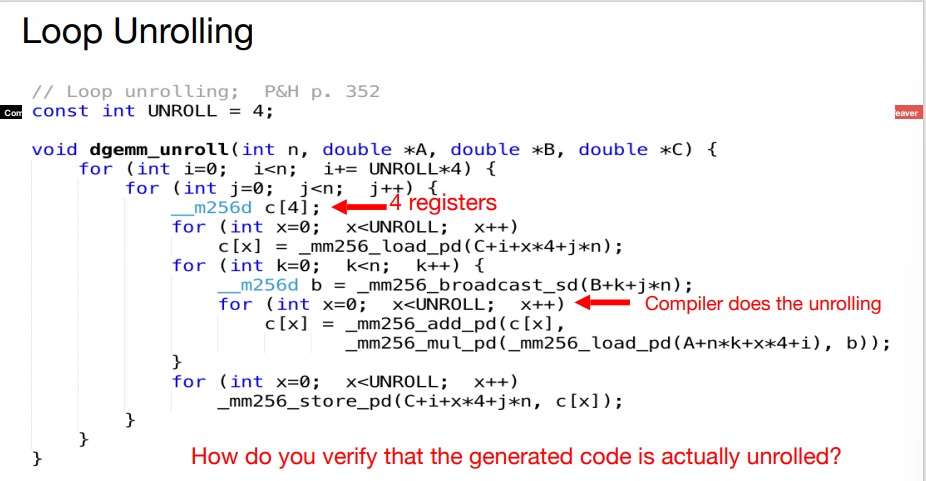 Loop Unrolling
// Loop unrolling;  P&H p. 352
Com
const int UNROLL = 4;
eaver
void dgemm_unroll(int n, double *A, double *B, double *C) {
for (int i=0;  i<n;  i+= UNROLL*4) {
for (int j=0;  j<n;  j++) {
__m256d c[4];
4 registers
for (int x=0;  x<UNROLL;  x++)
c[x] = _mm256_load_pd(C+i+x*4+j*n);
for (int k=0;  k<n;  k++) {
__m256d b = _mm256_broadcast_sd(B+k+j*n);
for (int x=0;  x<UNROLL;  x++)
Compiler does the unrolling
c[x] = _mm256_add_pd(c[x],
_mm256_mul_pd(_mm256_load_pd(A+n*k+x*4+i), b));
}
for (int x=0;  x<UNROLL;  x++)
_mm256_store_pd(C+i+x*4+j*n, c[x]);
}
}
}
How do you verify that the generated code is actually unrolled?